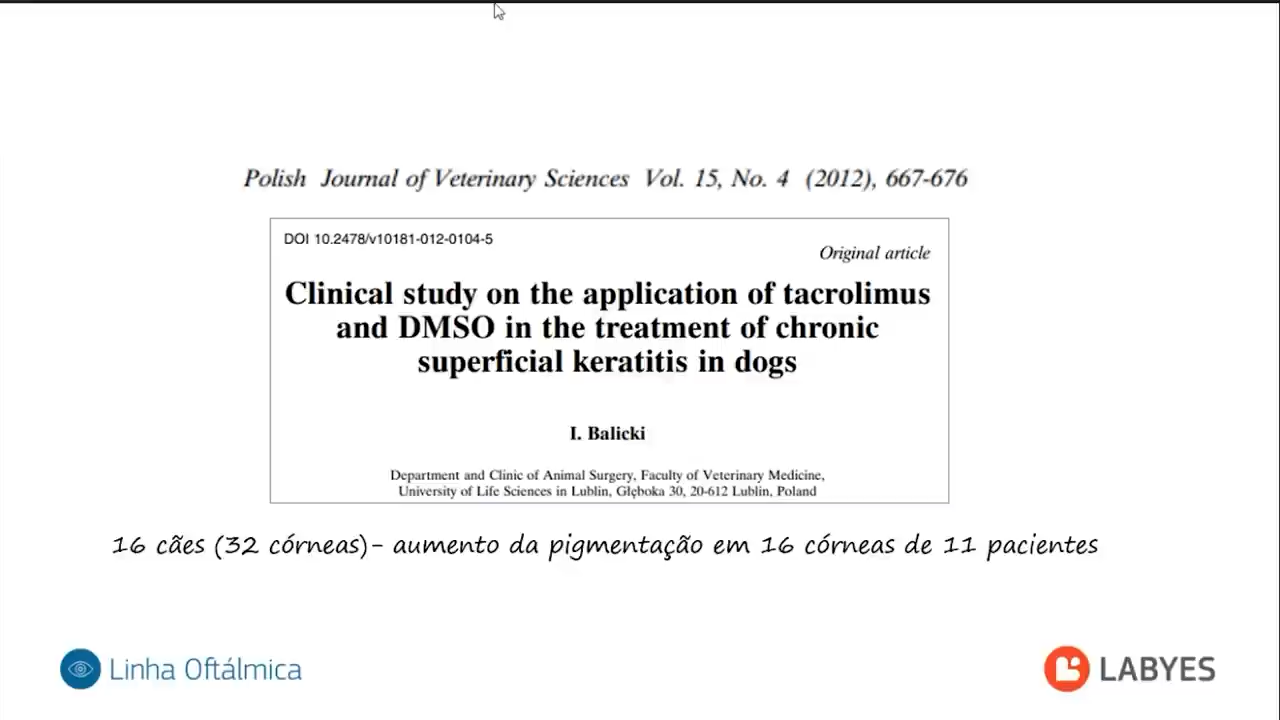 Polish Journal of Veterinary Sciences Vol. 15, No. 4 (2012), 667-676
DOI 10.2478/v10181-012-0104-5
Original article
Clinical study on the application of tacrolimus
and DMSO in the treatment of chronic
superficial keratitis in dogs
I. Balicki
Department and Clinic of Animal Surgery, Faculty of Veterinary Medicine,
University of Life Sciences in Lublin, Głęboka 30, 20-612 Lublin, Poland
16 cães (32 córneas)- aumento da pigmentação em 16 córneas de 11 pacientes
Linha Oftálmica
LABYES